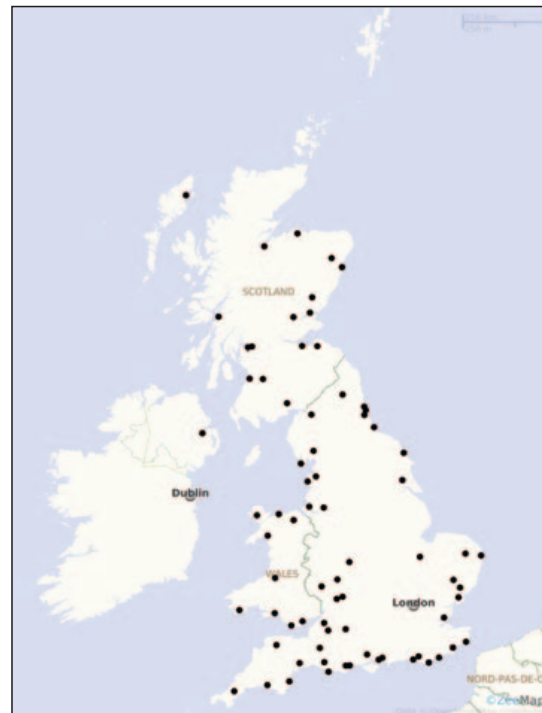 SCOTLAND
Dublin
WALES
London
NORD-PAS-DE-C
©ZeeMap